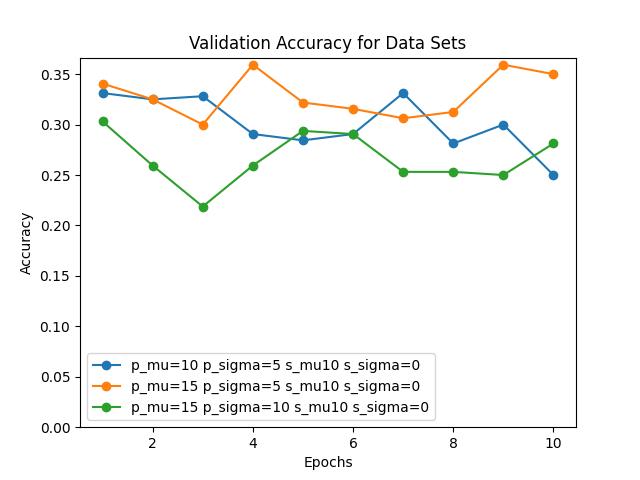 Validation Accuracy for Data Sets
0.35
0.30
0.25
0.20
0.15
0.10
0.05
0.00
Accuracy
p_mu=10 p_sigma=5 s_mu10 s_sigma=0
p_mu=15 p_sigma=5 s_mu10 s_sigma=0
p_mu=15 p_sigma=10 s_mu10 s_sigma=0
2 4 6 8 10
Epochs